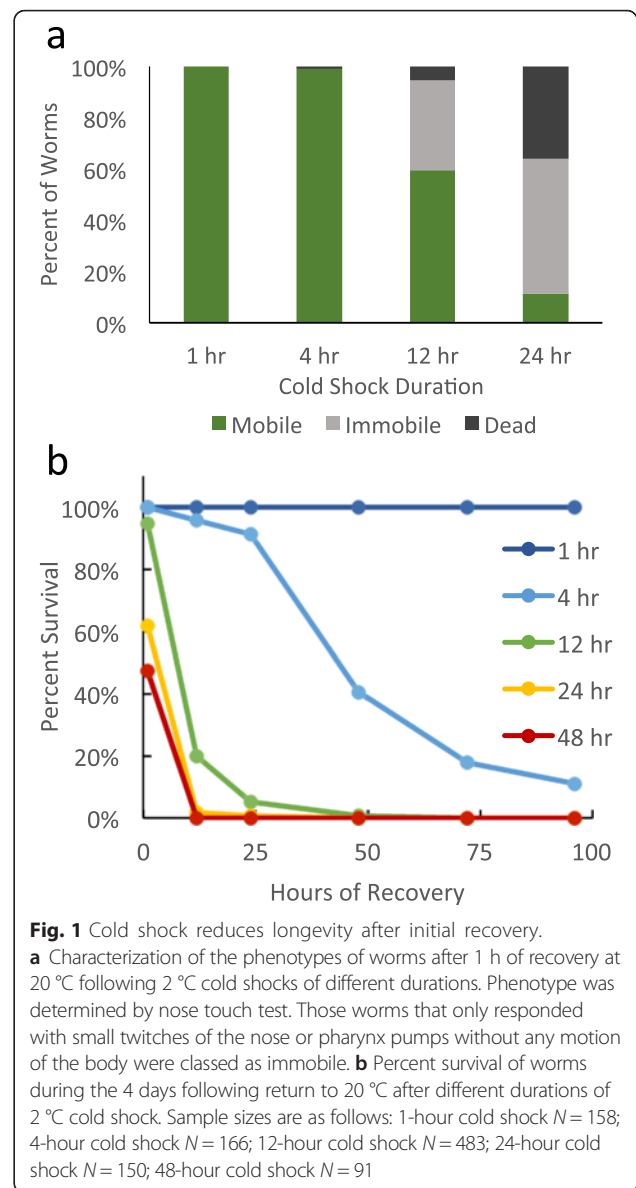 a
100%
80%
60%
40%
20%
0%
Percent of Worms
1 hr 4 hr 12 hr 24 hr
Cold Shock Duration
Mobile Immobile Dead
b
100%
80%
60%
40%
20%
0%
Percent Survival
1 hr
4 hr
12 hr
24 hr
48 hr
0 25 50 75 100
Hours of Recovery
Fig. 1 Cold shock reduces longevity after initial recovery.
a Characterization of the phenotypes of worms after 1 h of recovery at
20 °C following 2 °C cold shocks of different durations. Phenotype was
determined by nose touch test. Those worms that only responded
with small twitches of the nose or pharynx pumps without any motion
of the body were classed as immobile. b Percent survival of worms
during the 4 days following return to 20 °C after different durations of
2 °C cold shock. Sample sizes are as follows: 1-hour cold shock N = 158;
4-hour cold shock N = 166; 12-hour cold shock N = 483; 24-hour cold
shock N = 150; 48-hour cold shock N = 91